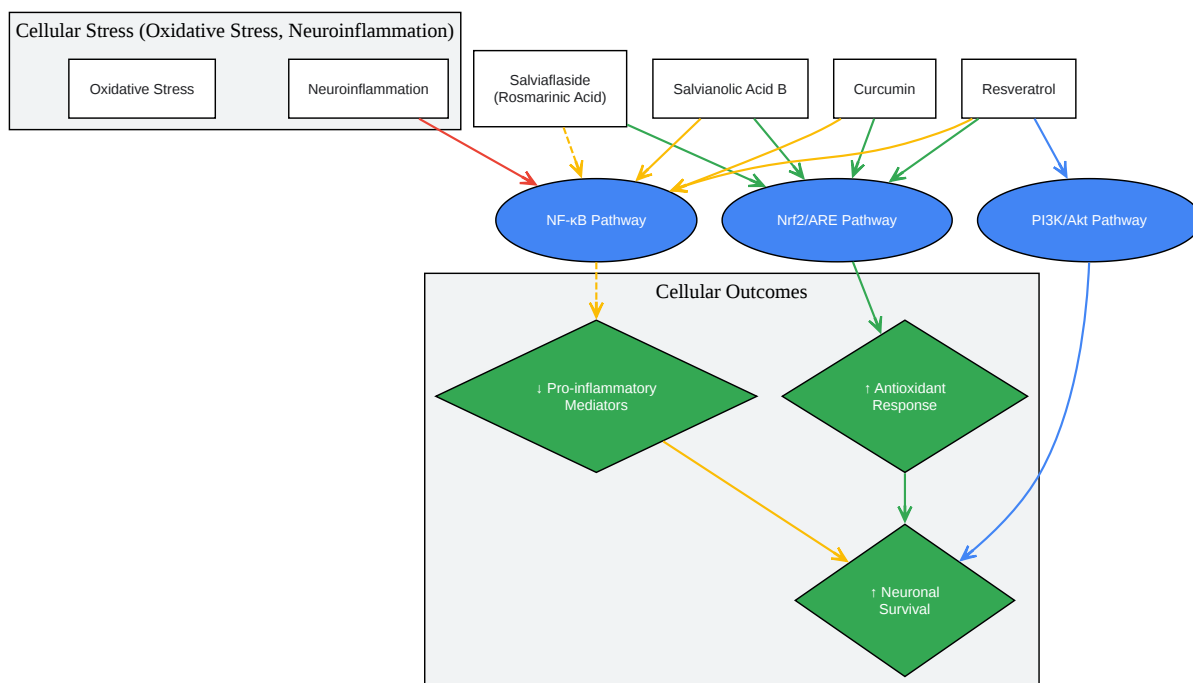 Cellular Stress (Oxidative Stress, Neuroinflammation)
Oxidative Stress
Neuroinflammation
Salviaflaside
(Rosmarinic Acid)
Salvianolic Acid B
Curcumin
Resveratrol
NF-κB Pathway
Nrf2/ARE Pathway
PI3K/Akt Pathway
Cellular Outcomes
↓ Pro-inflammatory
Mediators
↑ Antioxidant
Response
↑ Neuronal
Survival